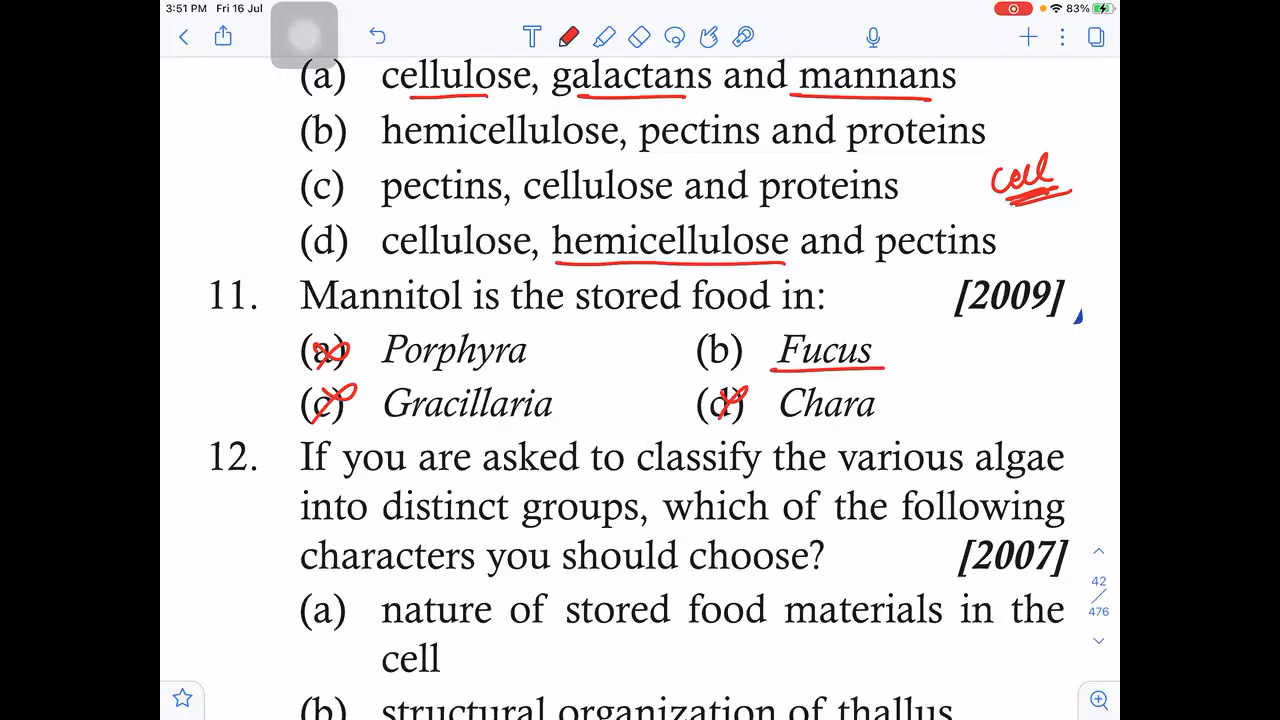 3:51 PM Fri 16 Jul 83%
(a) cellulose, galactans and mannans
(b) hemicellulose, pectins and proteins
(c) pectins, cellulose and proteins cell
(d) cellulose, hemicellulose and pectins
11. Mannitol is the stored food in: [2009]
(a) Porphyra (b) Fucus
(c) Gracillaria (d) Chara
12. If you are asked to classify the various algae
into distinct groups, which of the following
characters you should choose? [2007]
(a) nature of stored food materials in the
cell
(b) structural organization of thallus
42
476